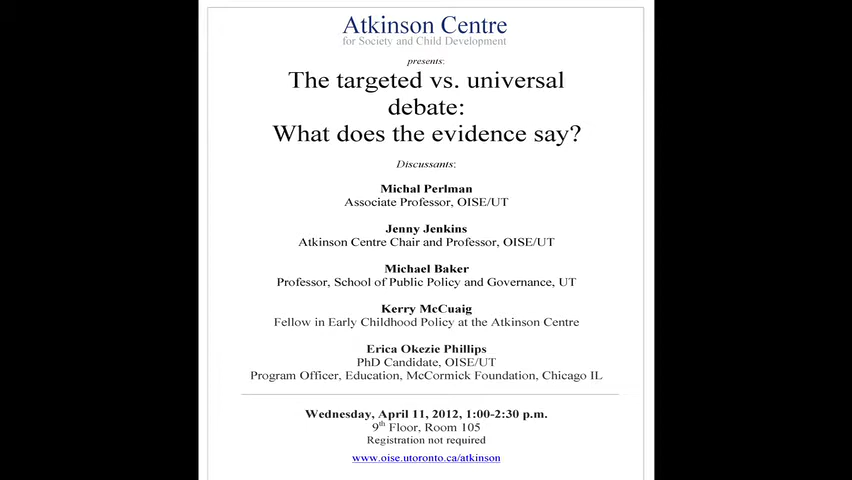 Atkinson Centre
for Society and Child Development
presents:
The targeted vs. universal
debate:
What does the evidence say?
Discussants:
Michal Perlman
Associate Professor, OISE/UT
Jenny Jenkins
Atkinson Centre Chair and Professor, OISE/UT
Michael Baker
Professor, School of Public Policy and Governance, UT
Kerry McCuaig
Fellow in Early Childhood Policy at the Atkinson Centre
Erica Okezie Phillips
PhD Candidate, OISE/UT
Program Officer, Education, McCormick Foundation, Chicago IL
Wednesday, April 11, 2012, 1:00-2:30 p.m.
9th Floor, Room 105
Registration not required
www.oise.utoronto.ca/atkinson